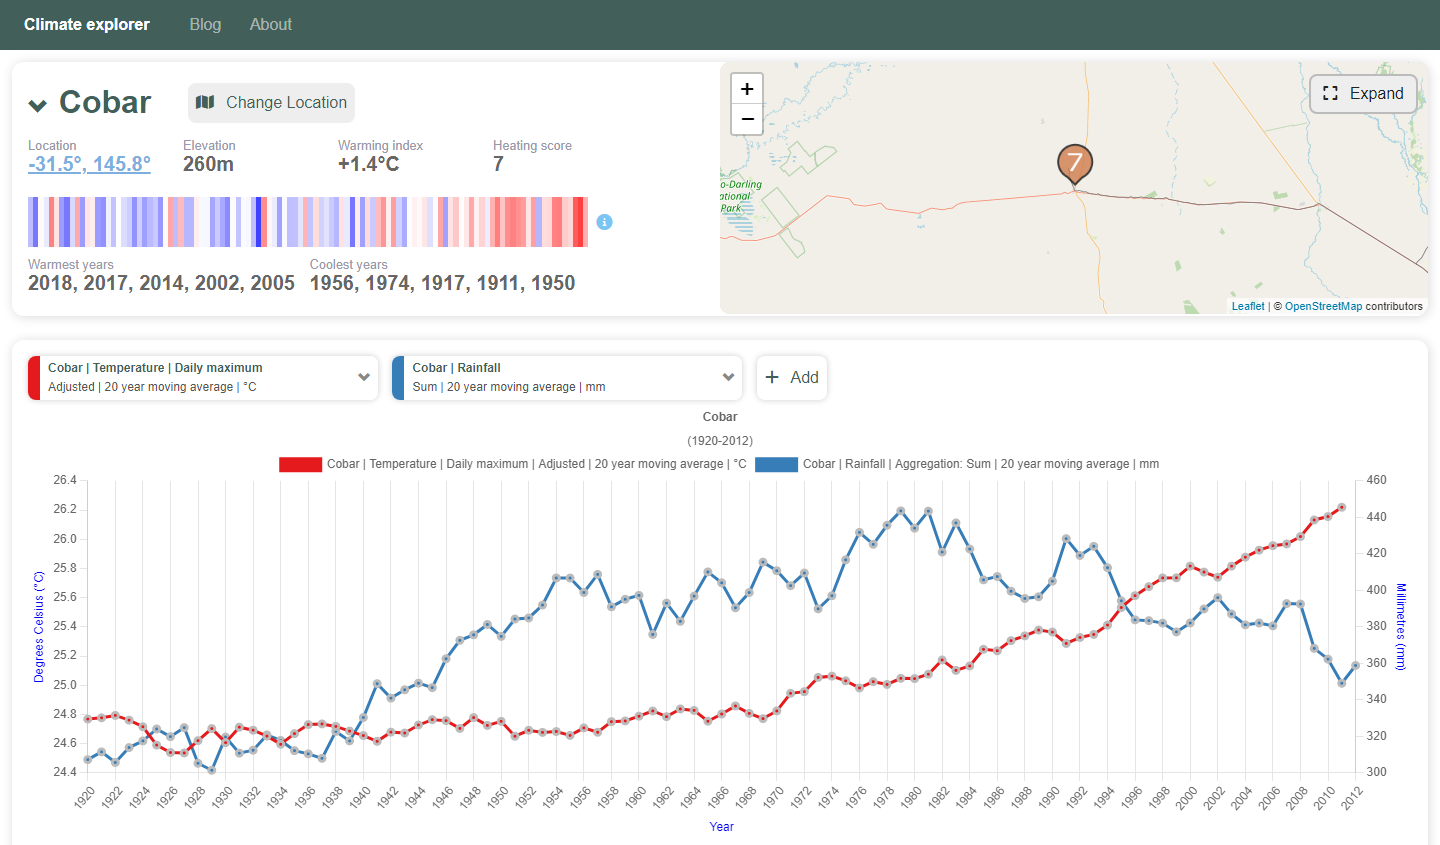 Climate explorer Blog About
Cobar Change Location
Location Elevation Warming index Heating score
-31.5°, 145.8° 260m +1.4°C 7
Warmest years Coolest years
2018, 2017, 2014, 2002, 2005 1956, 1974, 1917, 1911, 1950
+
−
Expand
7
o-Darling
ational
Park
Leaflet | © OpenStreetMap contributors
Cobar | Temperature | Daily maximum
Adjusted | 20 year moving average | °C
Cobar | Rainfall
Sum | 20 year moving average | mm
+ Add
Cobar
(1920-2012)
Cobar | Temperature | Daily maximum | Adjusted | 20 year moving average | °C Cobar | Rainfall | Aggregation: Sum | 20 year moving average | mm
Degrees Celsius (°C)
26.4
26.2
26.0
25.8
25.6
25.4
25.2
25.0
24.8
24.6
24.4
460
440
420
400
380
360
340
320
300
Millimetres (mm)
1920 1922 1924 1926 1928 1930 1932 1934 1936 1938 1940 1942 1944 1946 1948 1950 1952 1954 1956 1958 1960 1962 1964 1966 1968 1970 1972 1974 1976 1978 1980 1982 1984 1986 1988 1990 1992 1994 1996 1998 2000 2002 2004 2006 2008 2010 2012
Year